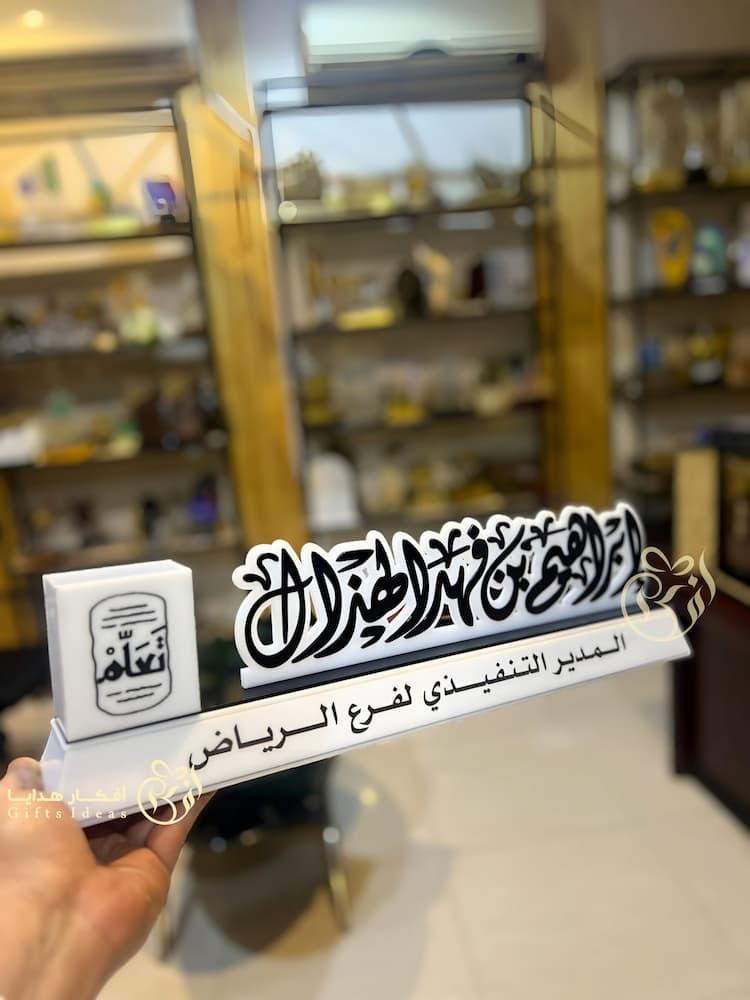 ابراهيم بن فهد الهذال
تعلّم
المدير التنفيذي لفرع الرياض
أفكار هدايا
Gifts Ideas